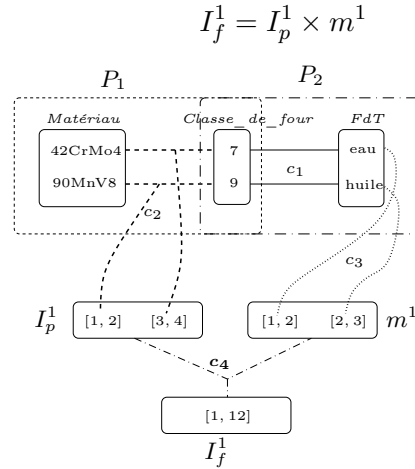 I_f^1 = I_p^1 × m^1
P_1 P_2
Matériau Classe_de_four FdT
42CrMo4 7 eau
c_1
90MnV8 9 huile
c_2
c_3
I_p^1 [1, 2] [3, 4] [1, 2] [2, 3] m^1
c_4
[1, 12]
I_f^1